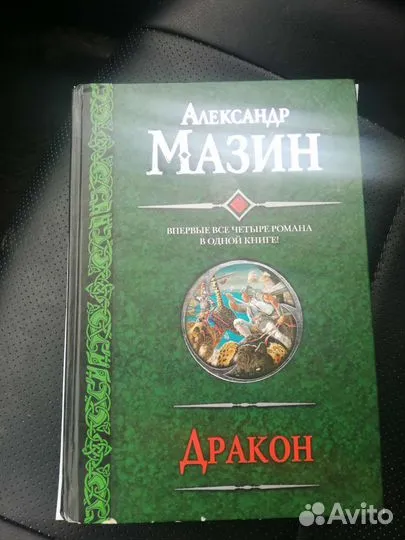 Александр
Мазин
Впервые все четыре романа
в одной книге!
Дракон
Avito